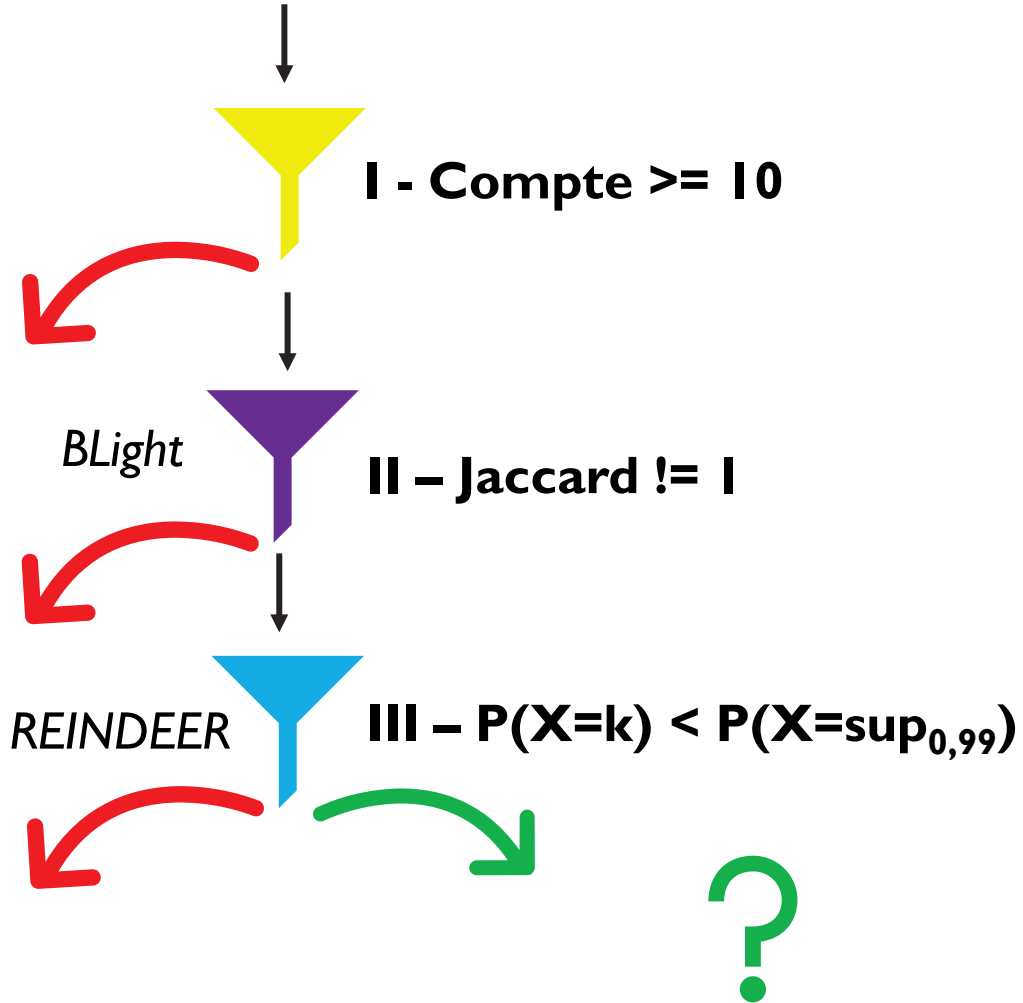 I - Compte >= 10
BLight
II – Jaccard != 1
REINDEER
III – P(X=k) < P(X=sup0,99)
?